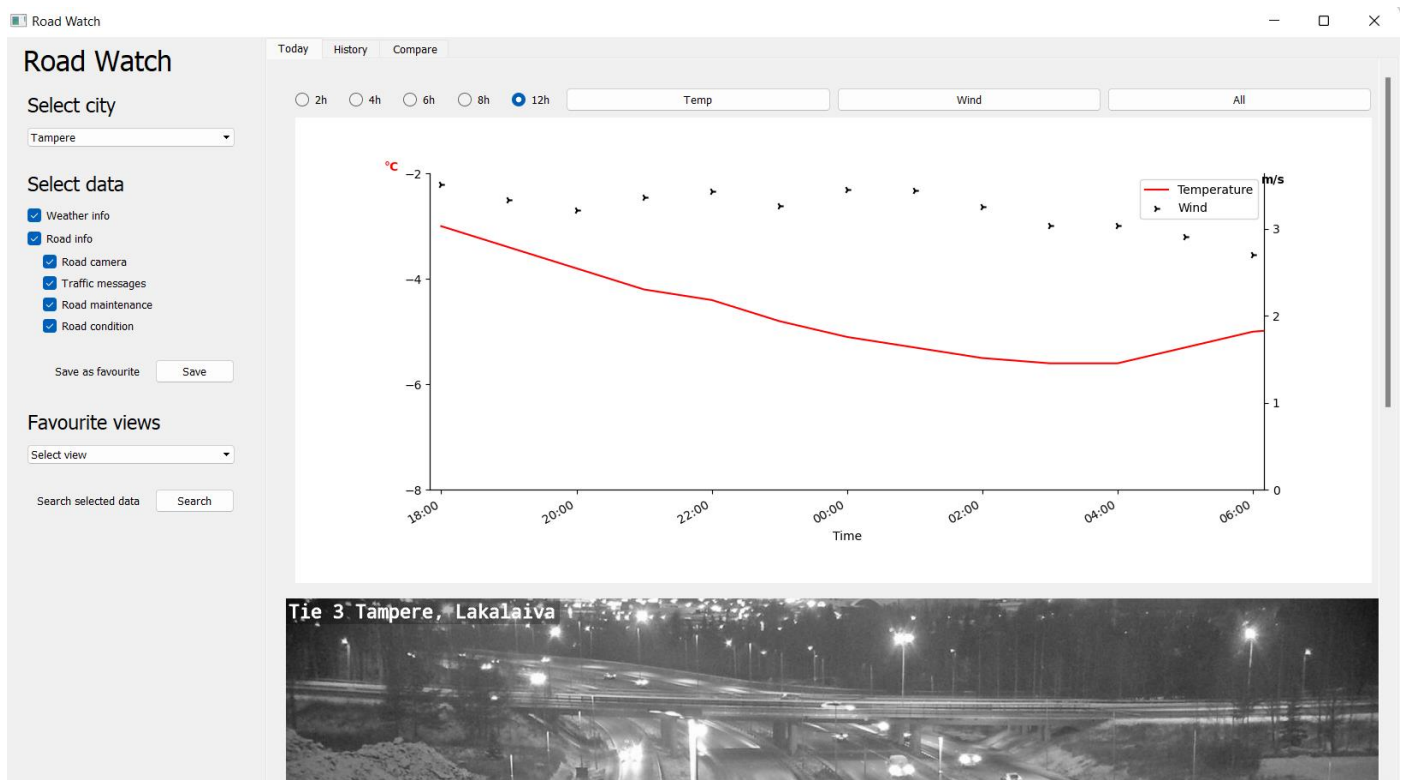 Road Watch
Road Watch
Select city
Tampere
Select data
Weather info
Road info
Road camera
Traffic messages
Road maintenance
Road condition
Save as favourite Save
Favourite views
Select view
Search selected data Search
Today History Compare
2h 4h 6h 8h 12h Temp Wind All
°C
m/s
Temperature
Wind
−2
−4
−6
−8
3
2
1
0
18:00 20:00 22:00 00:00 02:00 04:00 06:00
Time
Tie 3 Tampere, Lakalaiva